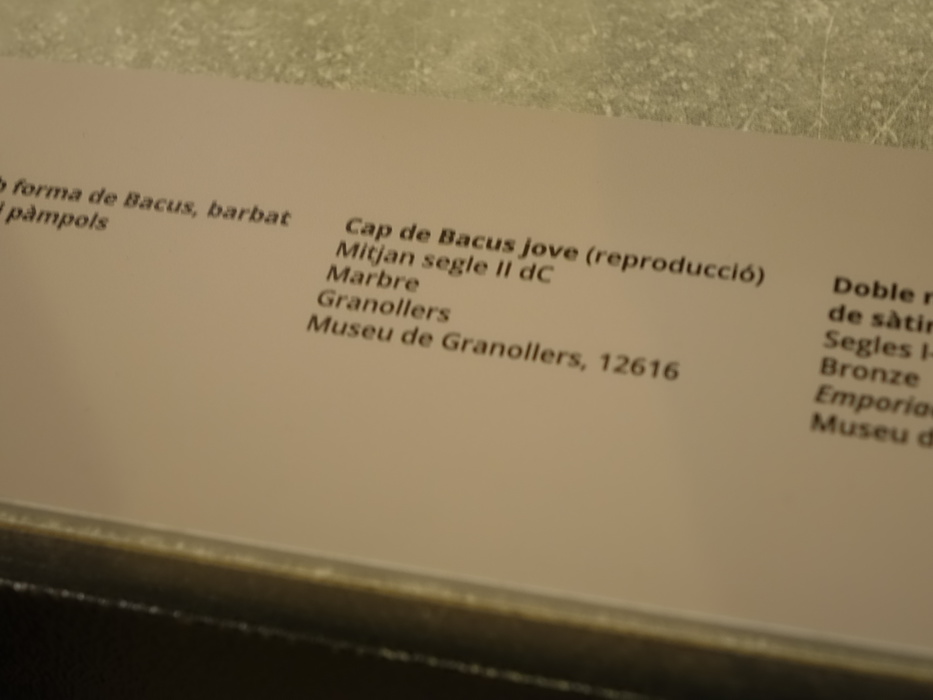 forma de Bacus, barbat
i pàmpols
Cap de Bacus jove (reproducció)
Mitjan segle II dC
Marbre
Granollers
Museu de Granollers, 12616
Doble
de
Segles
Bronze
Museu